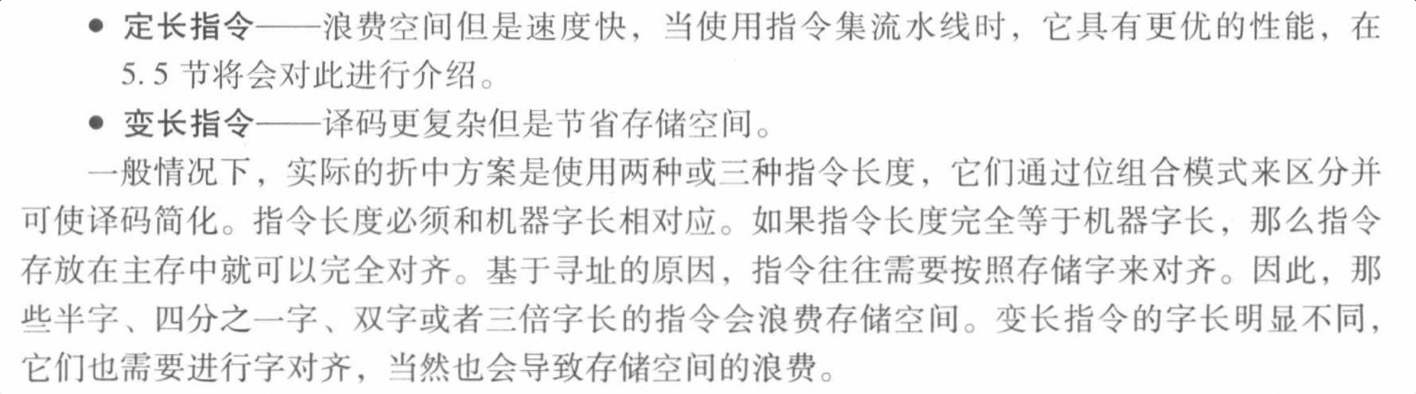 ● 定长指令——浪费空间但是速度快，当使用指令集流水线时，它具有更优的性能，在
5.5 节将会对此进行介绍。
● 变长指令——译码更复杂但是节省存储空间。
一般情况下，实际的折中方案是使用两种或三种指令长度，它们通过位组合模式来区分并
可使译码简化。指令长度必须和机器字长相对应。如果指令长度完全等于机器字长，那么指令
存放在主存中就可以完全对齐。基于寻址的原因，指令往往需要按照存储字来对齐。因此，那
些半字、四分之一字、双字或者三倍字长的指令会浪费存储空间。变长指令的字长明显不同，
它们也需要进行字对齐，当然也会导致存储空间的浪费。